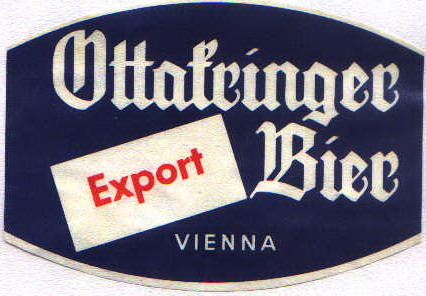 Ottakringer
Bier
Export
VIENNA